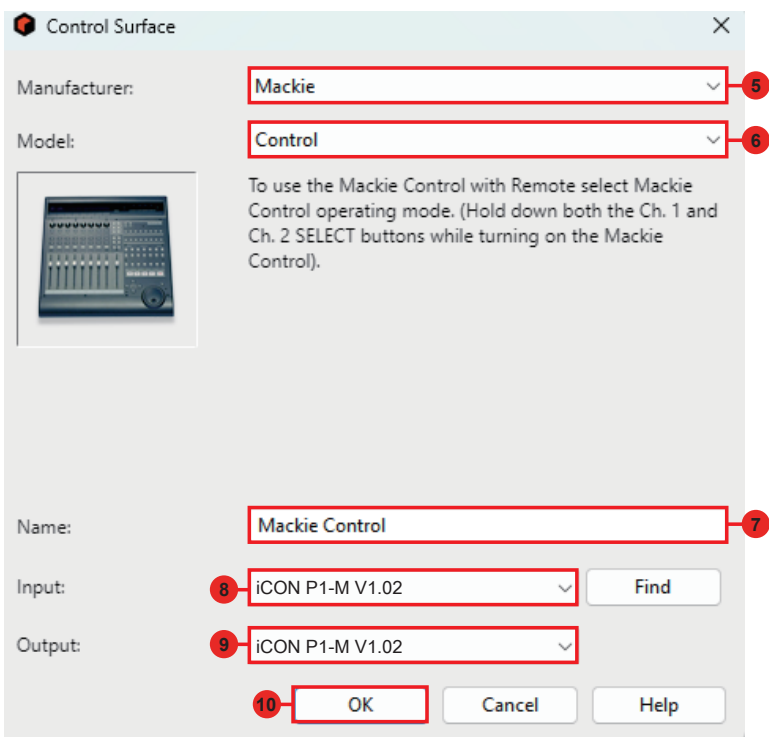 Control Surface
Manufacturer: Mackie 5
Model: Control 6
To use the Mackie Control with Remote select Mackie
Control operating mode. (Hold down both the Ch. 1 and
Ch. 2 SELECT buttons while turning on the Mackie
Control).
Name: Mackie Control 7
Input: 8 iCON P1-M V1.02 Find
Output: 9 iCON P1-M V1.02
10 OK Cancel Help